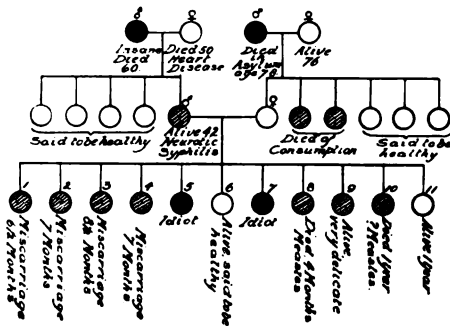 ♂ ♀ ♂ ♀
Insane
Died
60.
Died 50
Heart
Disease
Died
in
Asylum
age 78
Alive
76
♂
♀
Said to be healthy
Alive 42
Neurotic
Syphilis
Died of
Consumption
Said to be
healthy
1
Miscarriage
6½ Months
2
Miscarriage
7 Months
3
Miscarriage
Months
4
Miscarriage
7 Months
5
Idiot
6
Alive, said to be
healthy
7
Idiot
8
Died 4 Months
Measles
9
Alive,
very delicate
10
Died 1 year
? Measles.
11
Alive 1 year